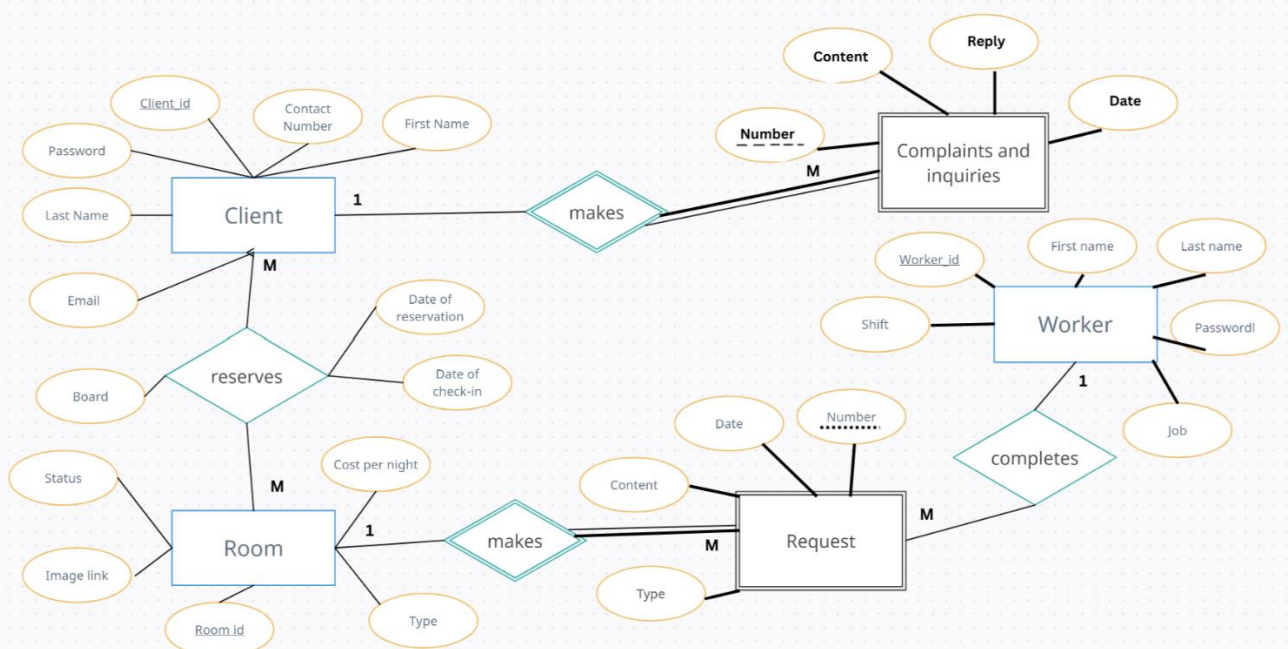 Reply
Content
Date
Number
Complaints and
inquiries
M
Client_id
Contact
Number
First Name
Password
Last Name
Client
1
makes
Email
M
Worker_id
First name
Last name
Shift
Worker
Passwordl
Job
1
completes
M
Date of
reservation
reserves
Date of
check-in
Board
M
Date
Number
Content
Request
Type
M
Status
Cost per night
Room
1
makes
Image link
Room id
Type